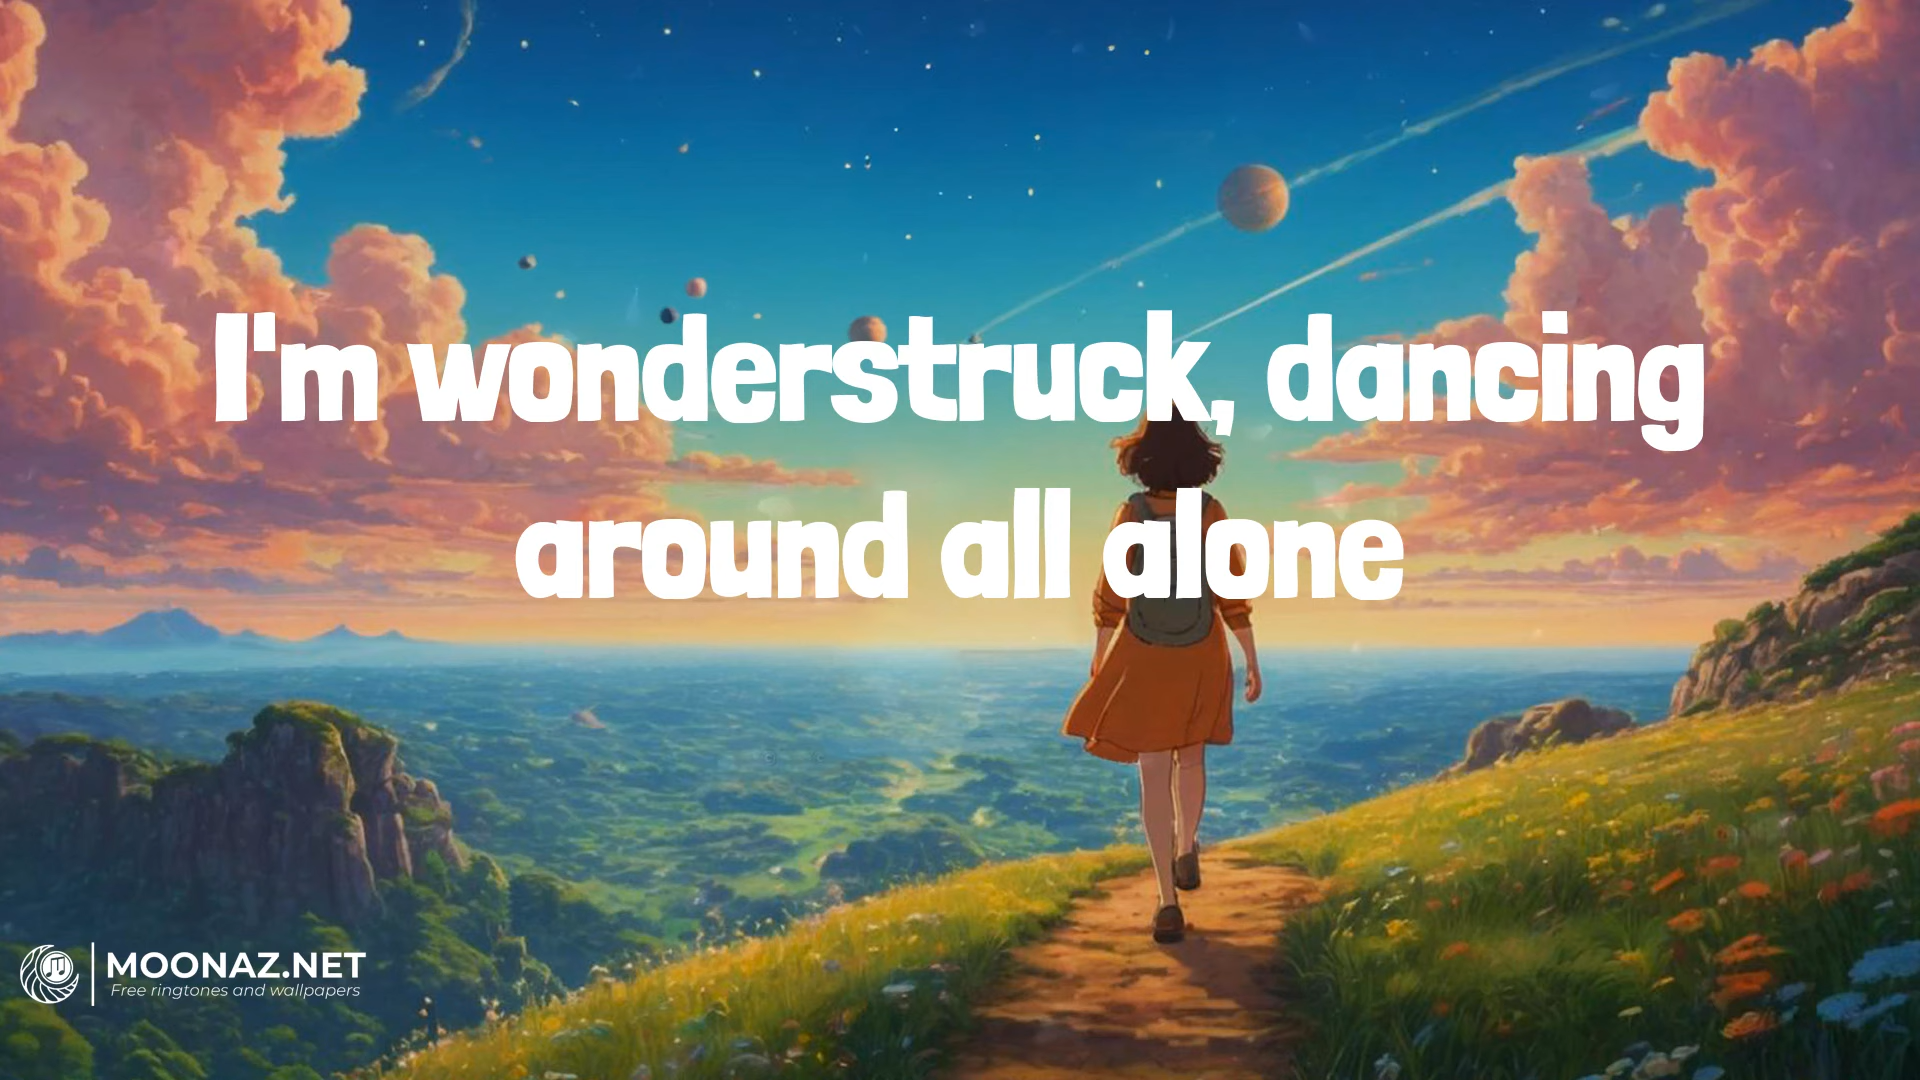 I'm wonderstruck, dancing
around all alone
MOONAZ.NET
Free ringtones and wallpapers